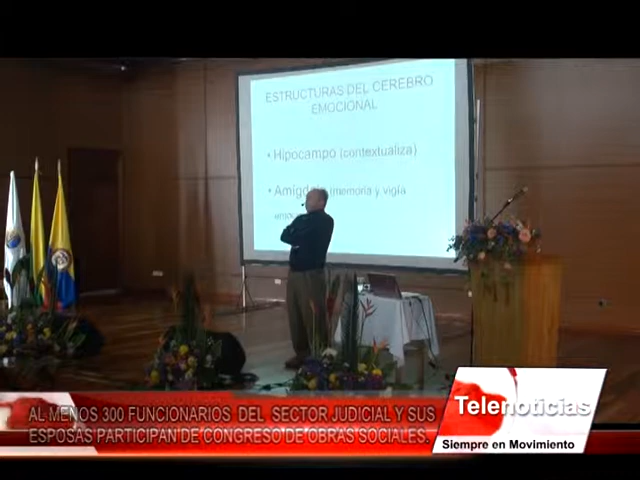 ESTRUCTURAS DEL CEREBRO
EMOCIONAL
• Hipocampo (contextualiza)
(memoria y vigía
AL MENOS 300 FUNCIONARIOS DEL SECTOR JUDICIAL Y SUS
ESPOSAS PARTICIPAN DE CONGRESO DE OBRAS SOCIALES.
Telenoticias
Siempre en Movimiento